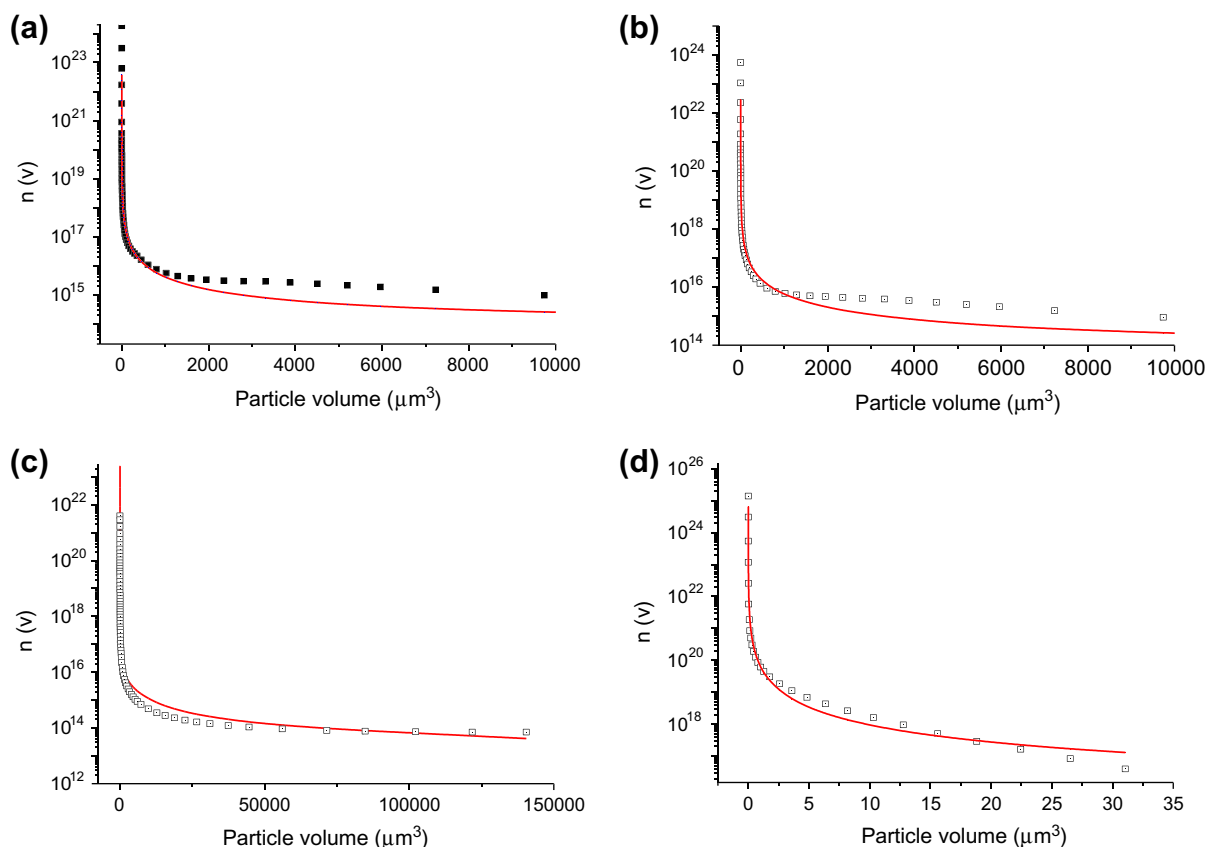 (a)
n (v)
10^23
10^21
10^19
10^17
10^15
0 2000 4000 6000 8000 10000
Particle volume (μm^3)
(b)
n (v)
10^24
10^22
10^20
10^18
10^16
10^14
0 2000 4000 6000 8000 10000
Particle volume (μm^3)
(c)
n (v)
10^22
10^20
10^18
10^16
10^14
10^12
0 50000 100000 150000
Particle volume (μm^3)
(d)
n (v)
10^26
10^24
10^22
10^20
10^18
0 5 10 15 20 25 30 35
Particle volume (μm^3)